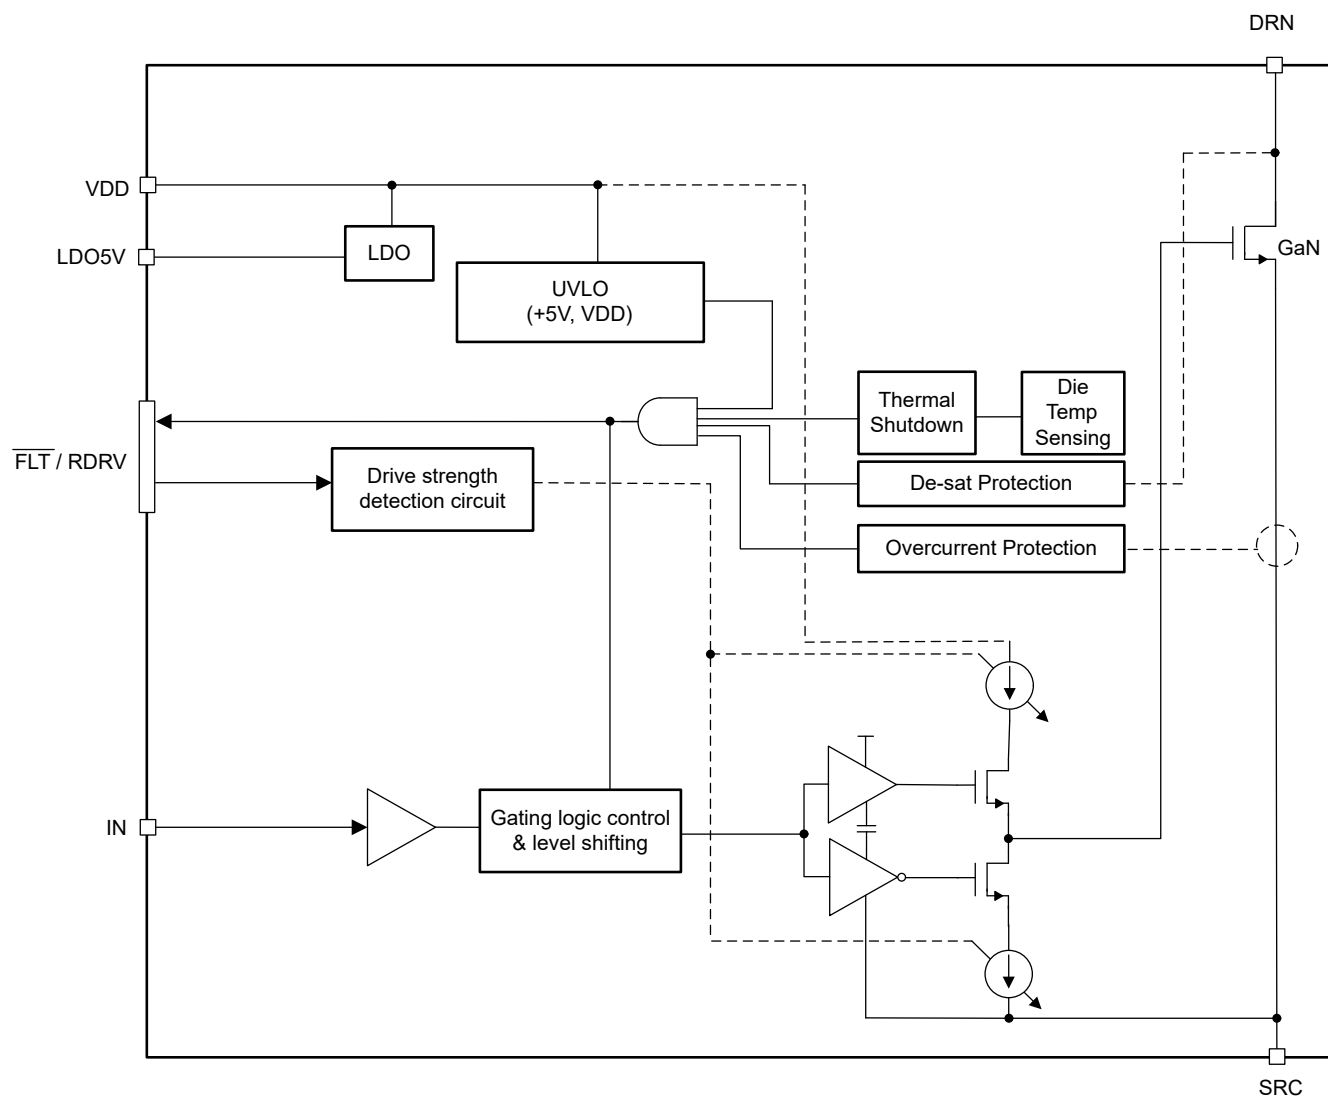 DRN
VDD
LDO
LDO5V
GaN
UVLO
(+5V, VDD)
Thermal
Shutdown
Die
Temp
Sensing
FLT / RDRV
Drive strength
detection circuit
De-sat Protection
Overcurrent Protection
IN
Gating logic control
& level shifting
SRC